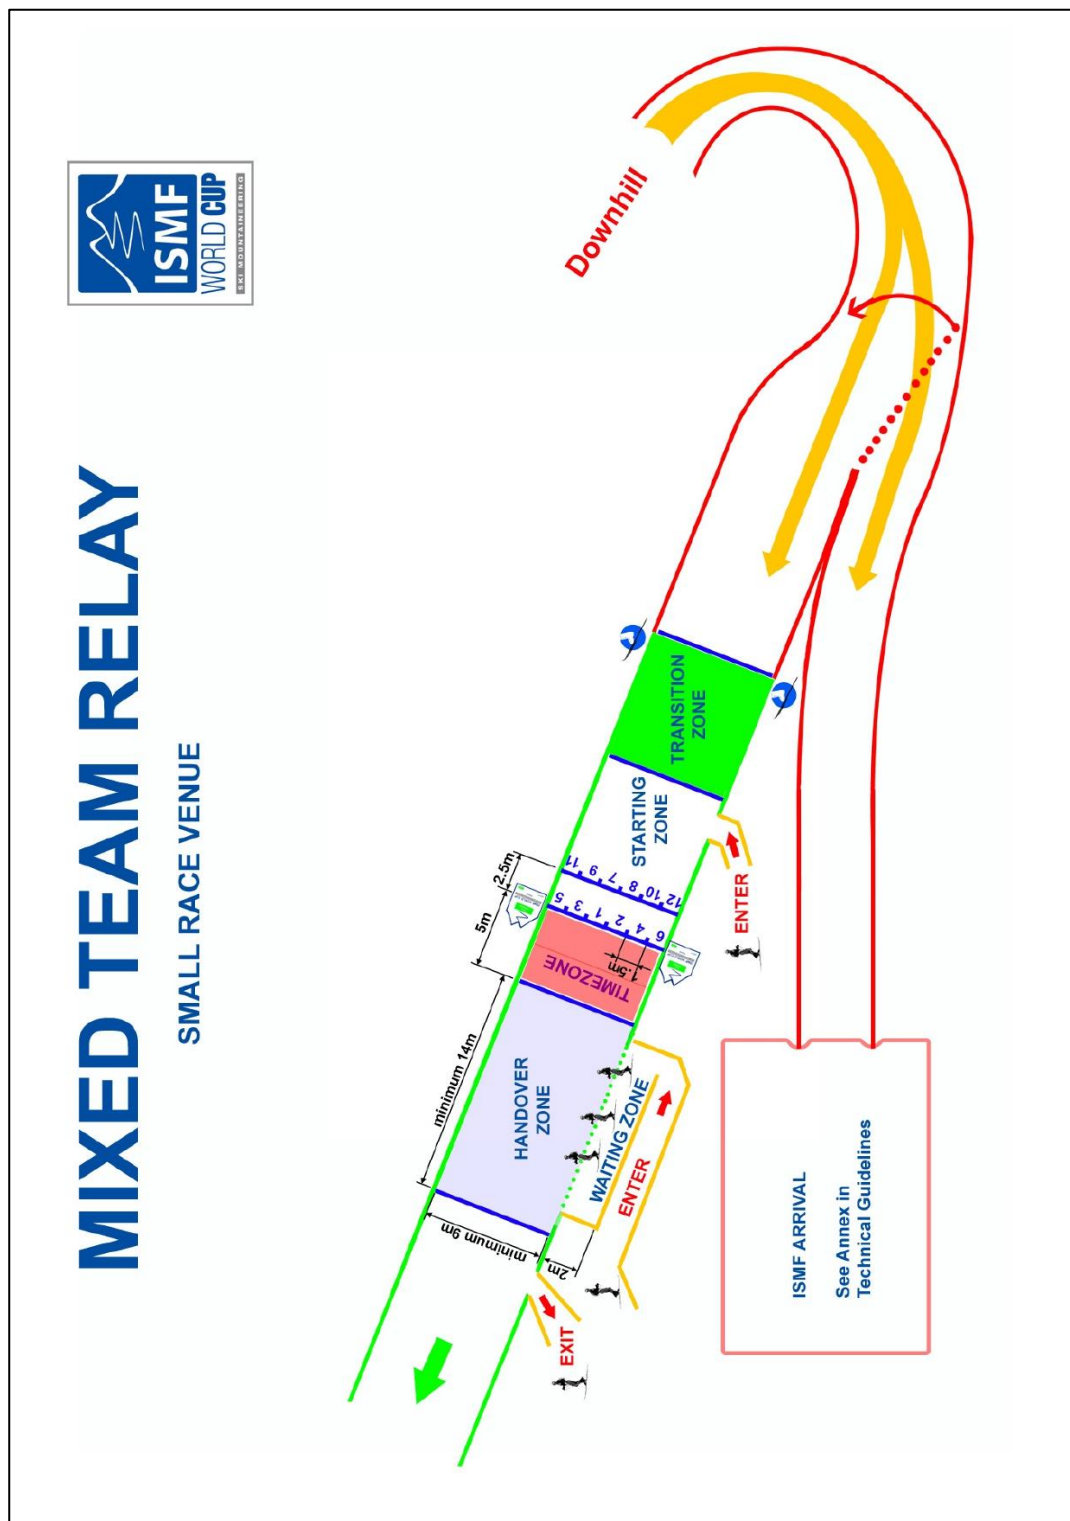 MIXED TEAM RELAY
SMALL RACE VENUE
ISMF
WORLD CUP
SKI MOUNTAINEERING
Downhill
TRANSITION
ZONE
STARTING
ZONE
2.5m
5m
11
9
7
8
10
12
5
3
1
2
4
6
1.5m
TIMEZONE
ENTER
minimum 14m
HANDOVER
ZONE
WAITING ZONE
ENTER
minimum 9m
2m
EXIT
ISMF ARRIVAL
See Annex in
Technical Guidelines